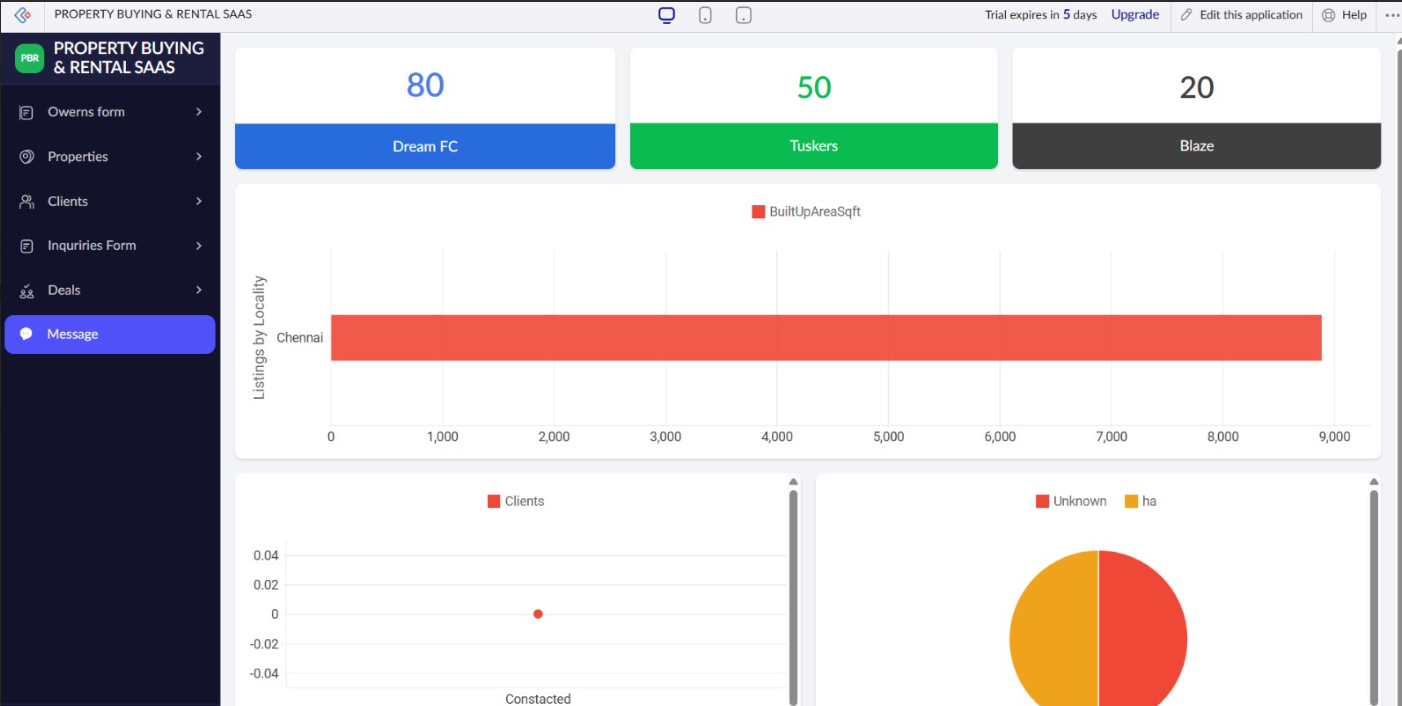 PROPERTY BUYING & RENTAL SAAS
Trial expires in 5 days Upgrade Edit this application Help
PBR
PROPERTY BUYING
& RENTAL SAAS
Owerns form
Properties
Clients
Inqurries Form
Deals
Message
80
Dream FC
50
Tuskers
20
Blaze
BuiltUpAreaSqft
Listings by Locality
Chennai
0 1,000 2,000 3,000 4,000 5,000 6,000 7,000 8,000 9,000
Clients
0.04
0.02
0
-0.02
-0.04
Constacted
Unknown ha